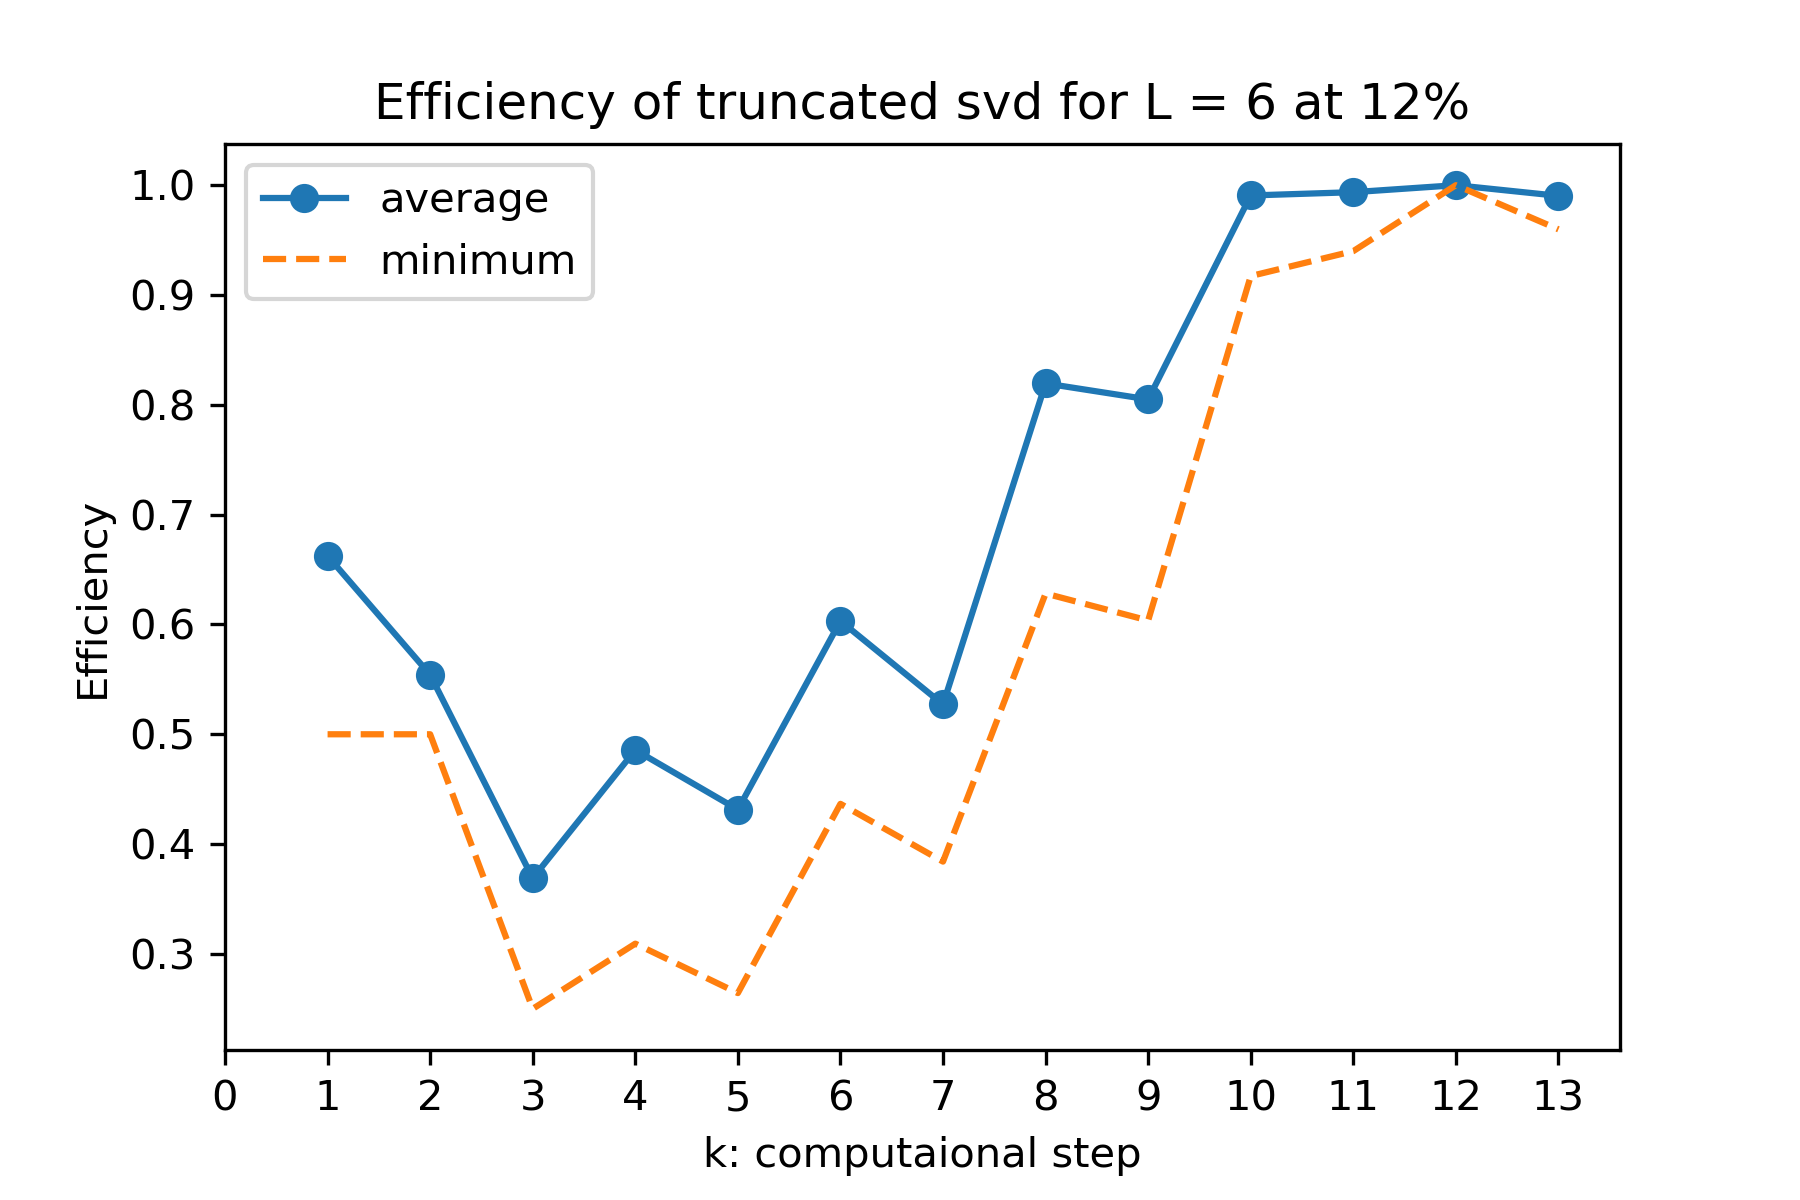 Efficiency of truncated svd for L = 6 at 12%
average
minimum
1.0
0.9
0.8
0.7
0.6
0.5
0.4
0.3
Efficiency
0 1 2 3 4 5 6 7 8 9 10 11 12 13
k: computaional step